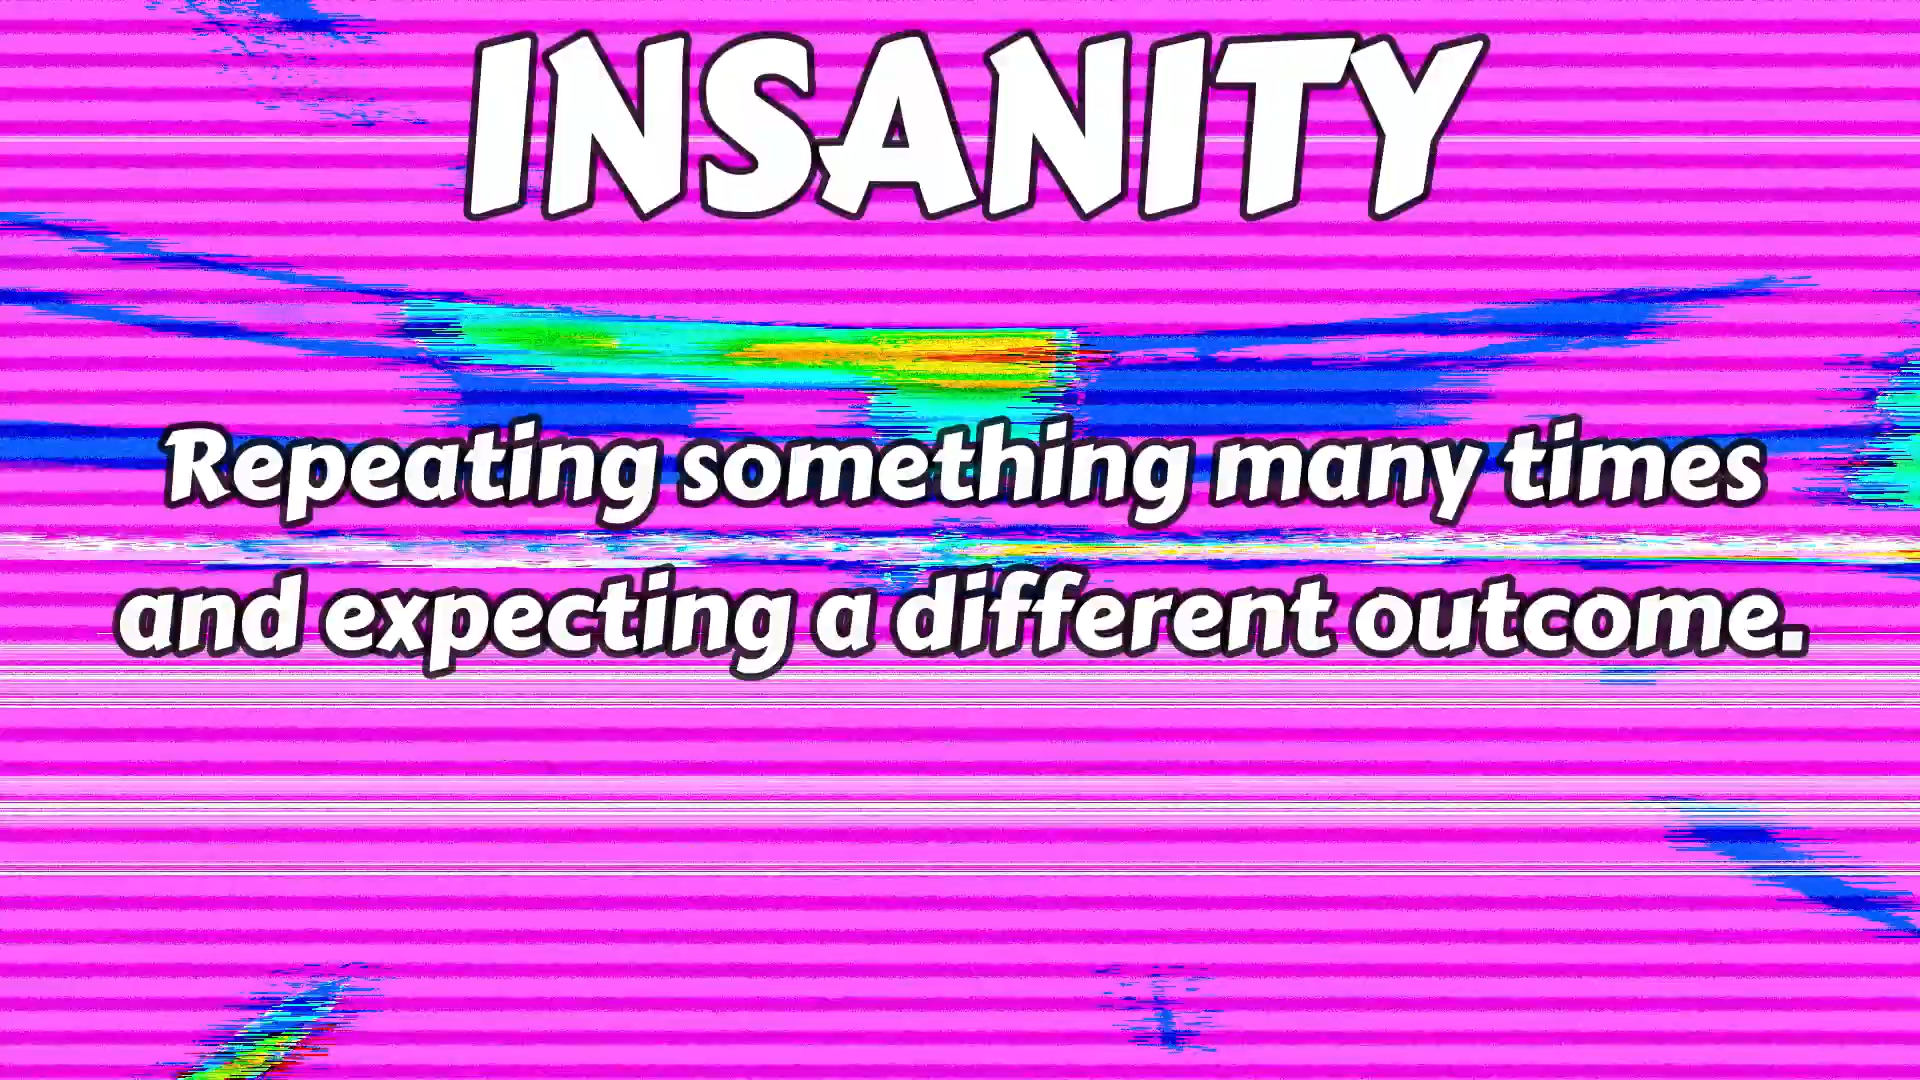 INSANITY
Repeating something many times
and expecting a different outcome.